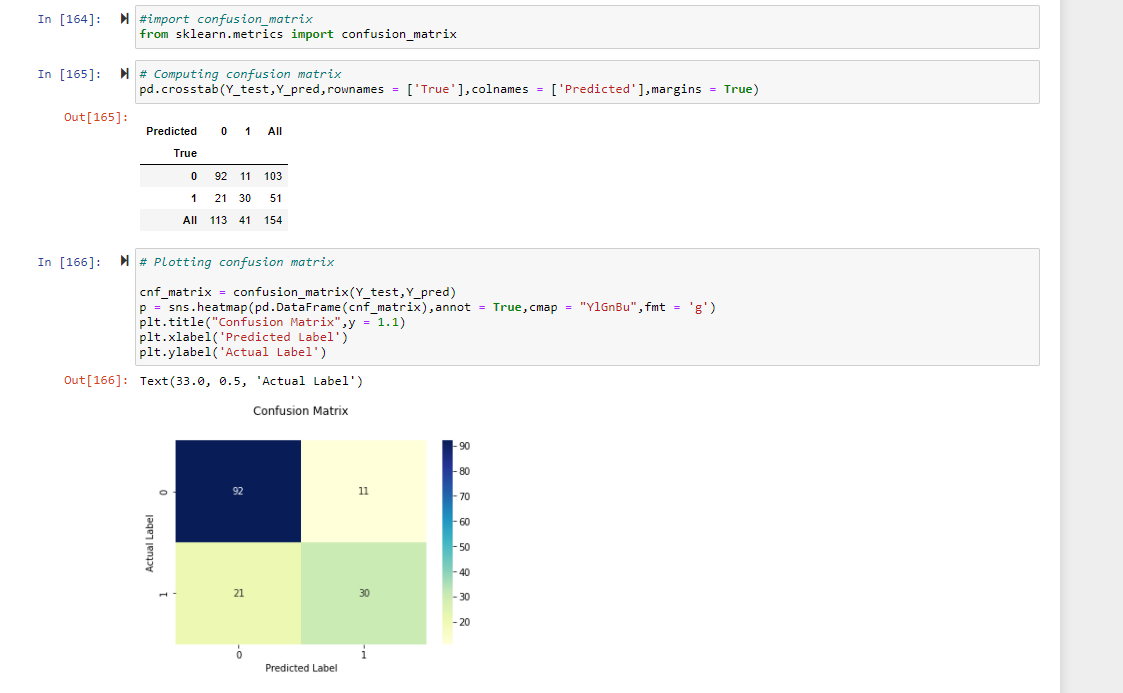 In [164]:
#import confusion_matrix
from sklearn.metrics import confusion_matrix
In [165]:
# Computing confusion matrix
pd.crosstab(Y_test,Y_pred,rownames = ['True'],colnames = ['Predicted'],margins = True)
Out[165]:
Predicted 0 1 All
True
0 92 11 103
1 21 30 51
All 113 41 154
In [166]:
# Plotting confusion matrix
cnf_matrix = confusion_matrix(Y_test,Y_pred)
p = sns.heatmap(pd.DataFrame(cnf_matrix),annot = True,cmap = "YlGnBu",fmt = 'g')
plt.title("Confusion Matrix",y = 1.1)
plt.xlabel('Predicted Label')
plt.ylabel('Actual Label')
Out[166]: Text(33.0, 0.5, 'Actual Label')
Confusion Matrix
Actual Label
0
1
92 11
21 30
0 1
Predicted Label
90
80
70
60
50
40
30
20